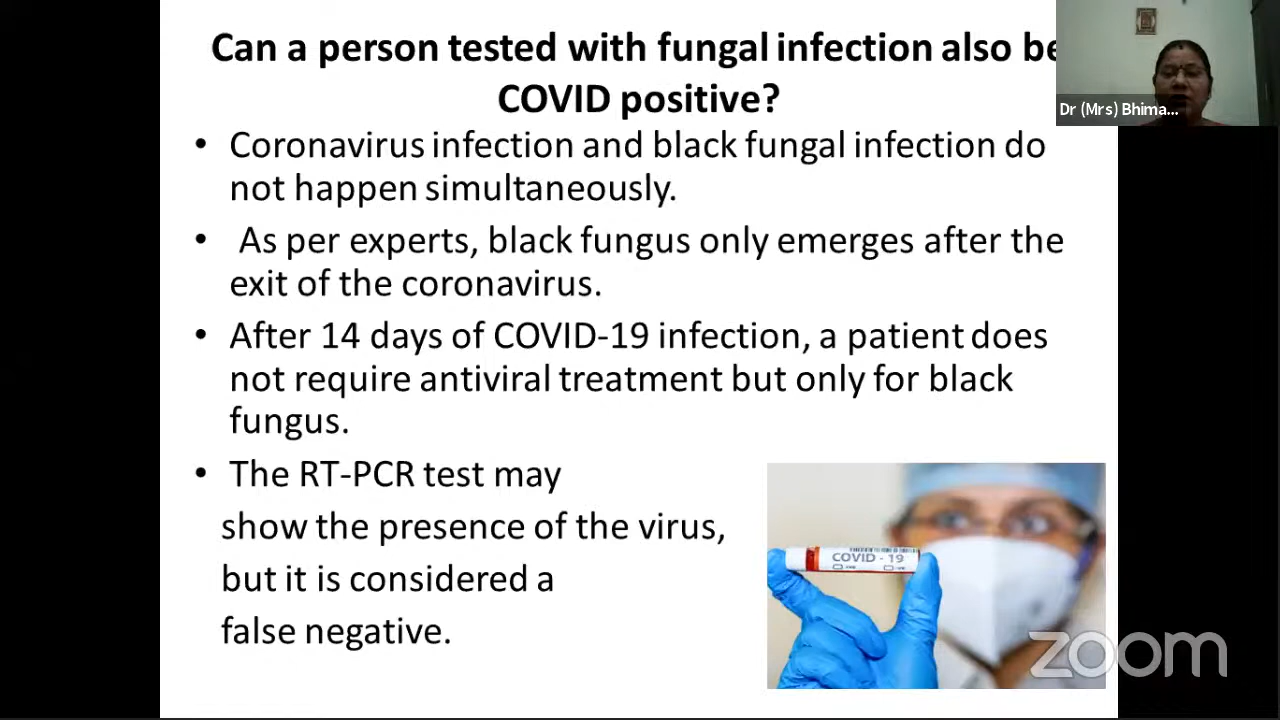 Can a person tested with fungal infection also be
COVID positive?
Dr (Mrs) Bhima...
• Coronavirus infection and black fungal infection do
not happen simultaneously.
• As per experts, black fungus only emerges after the
exit of the coronavirus.
• After 14 days of COVID-19 infection, a patient does
not require antiviral treatment but only for black
fungus.
• The RT-PCR test may
show the presence of the virus,
but it is considered a
false negative.
COVID - 19
zoom